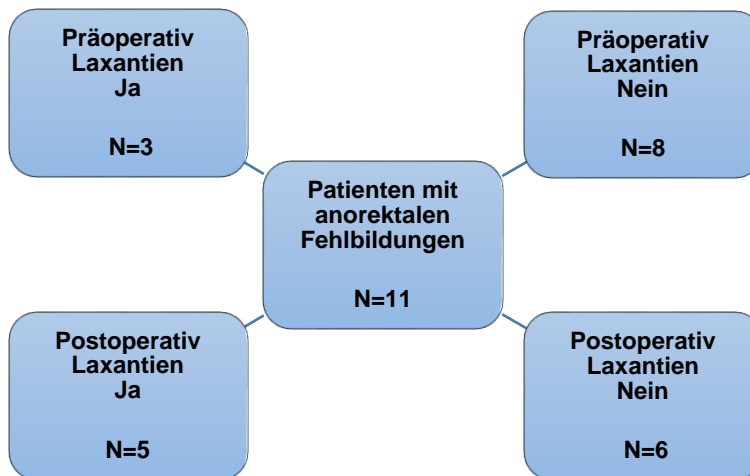 Präoperativ
Laxantien
Ja
N=3
Präoperativ
Laxantien
Nein
N=8
Patienten mit
anorektalen
Fehlbildungen
N=11
Postoperativ
Laxantien
Ja
N=5
Postoperativ
Laxantien
Nein
N=6